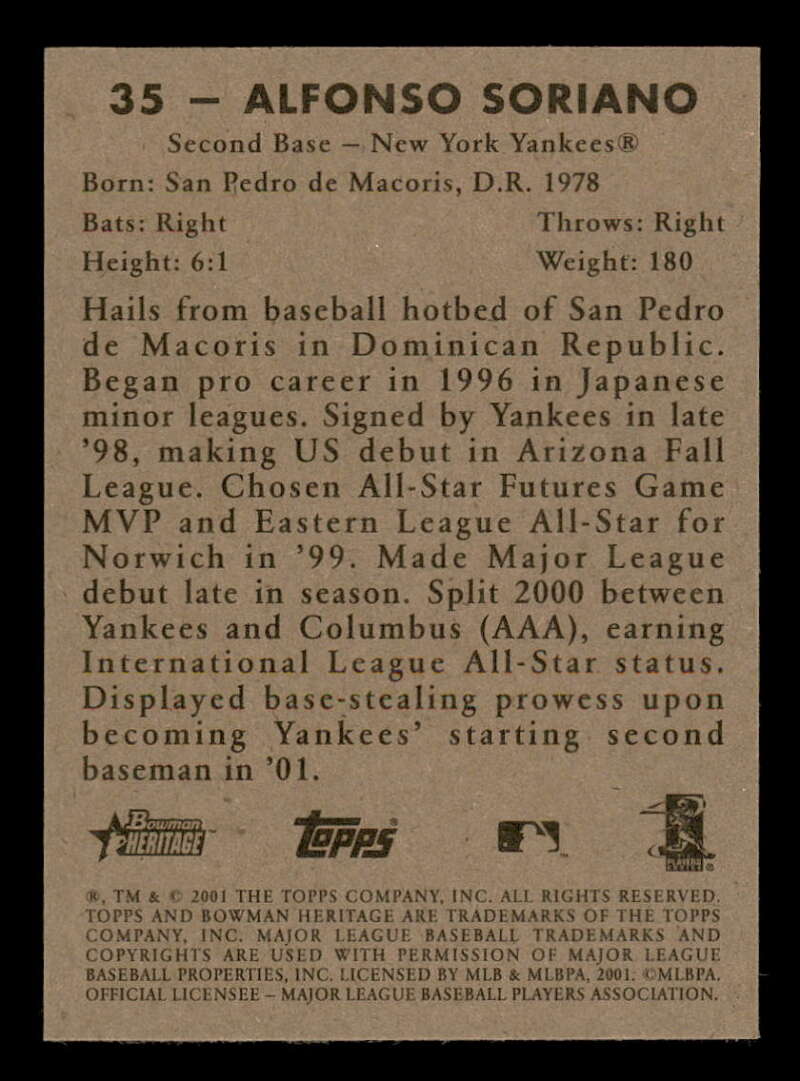 35 – ALFONSO SORIANO
Second Base – New York Yankees®
Born: San Pedro de Macoris, D.R. 1978
Bats: Right Throws: Right
Height: 6:1 Weight: 180
Hails from baseball hotbed of San Pedro
de Macoris in Dominican Republic.
Began pro career in 1996 in Japanese
minor leagues. Signed by Yankees in late
’98, making US debut in Arizona Fall
League. Chosen All-Star Futures Game
MVP and Eastern League All-Star for
Norwich in ’99. Made Major League
debut late in season. Split 2000 between
Yankees and Columbus (AAA), earning
International League All-Star status.
Displayed base-stealing prowess upon
becoming Yankees’ starting second
baseman in ’01.
Bowman HERITAGE Topps
®, TM & © 2001 THE TOPPS COMPANY, INC. ALL RIGHTS RESERVED.
TOPPS AND BOWMAN HERITAGE ARE TRADEMARKS OF THE TOPPS
COMPANY, INC. MAJOR LEAGUE BASEBALL TRADEMARKS AND
COPYRIGHTS ARE USED WITH PERMISSION OF MAJOR LEAGUE
BASEBALL PROPERTIES, INC. LICENSED BY MLB & MLBPA, 2001. ©MLBPA.
OFFICIAL LICENSEE – MAJOR LEAGUE BASEBALL PLAYERS ASSOCIATION.